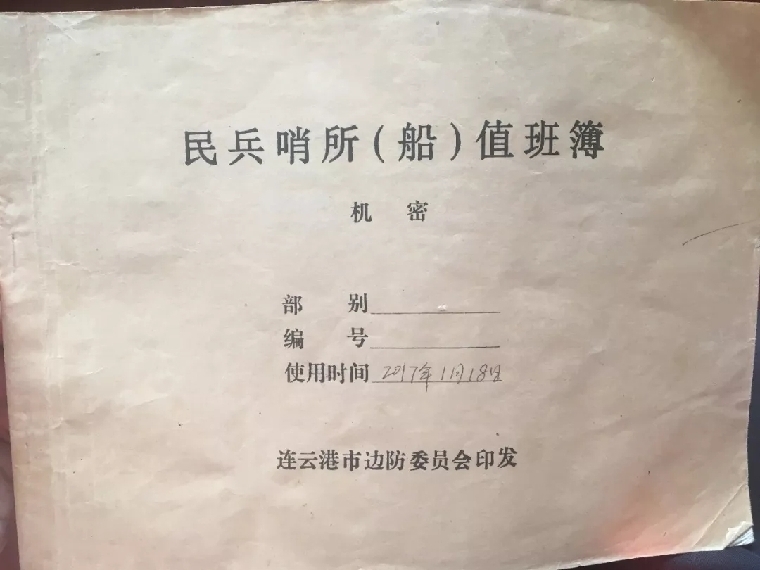 民兵哨所(船)值班簿
机 密
部 别
编 号
使用时间 2017年11月18日
连云港市边防委员会印发